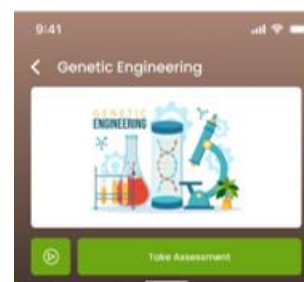 9:41
Genetic Engineering
GENETIC
ENGINEERING
Take Assessment